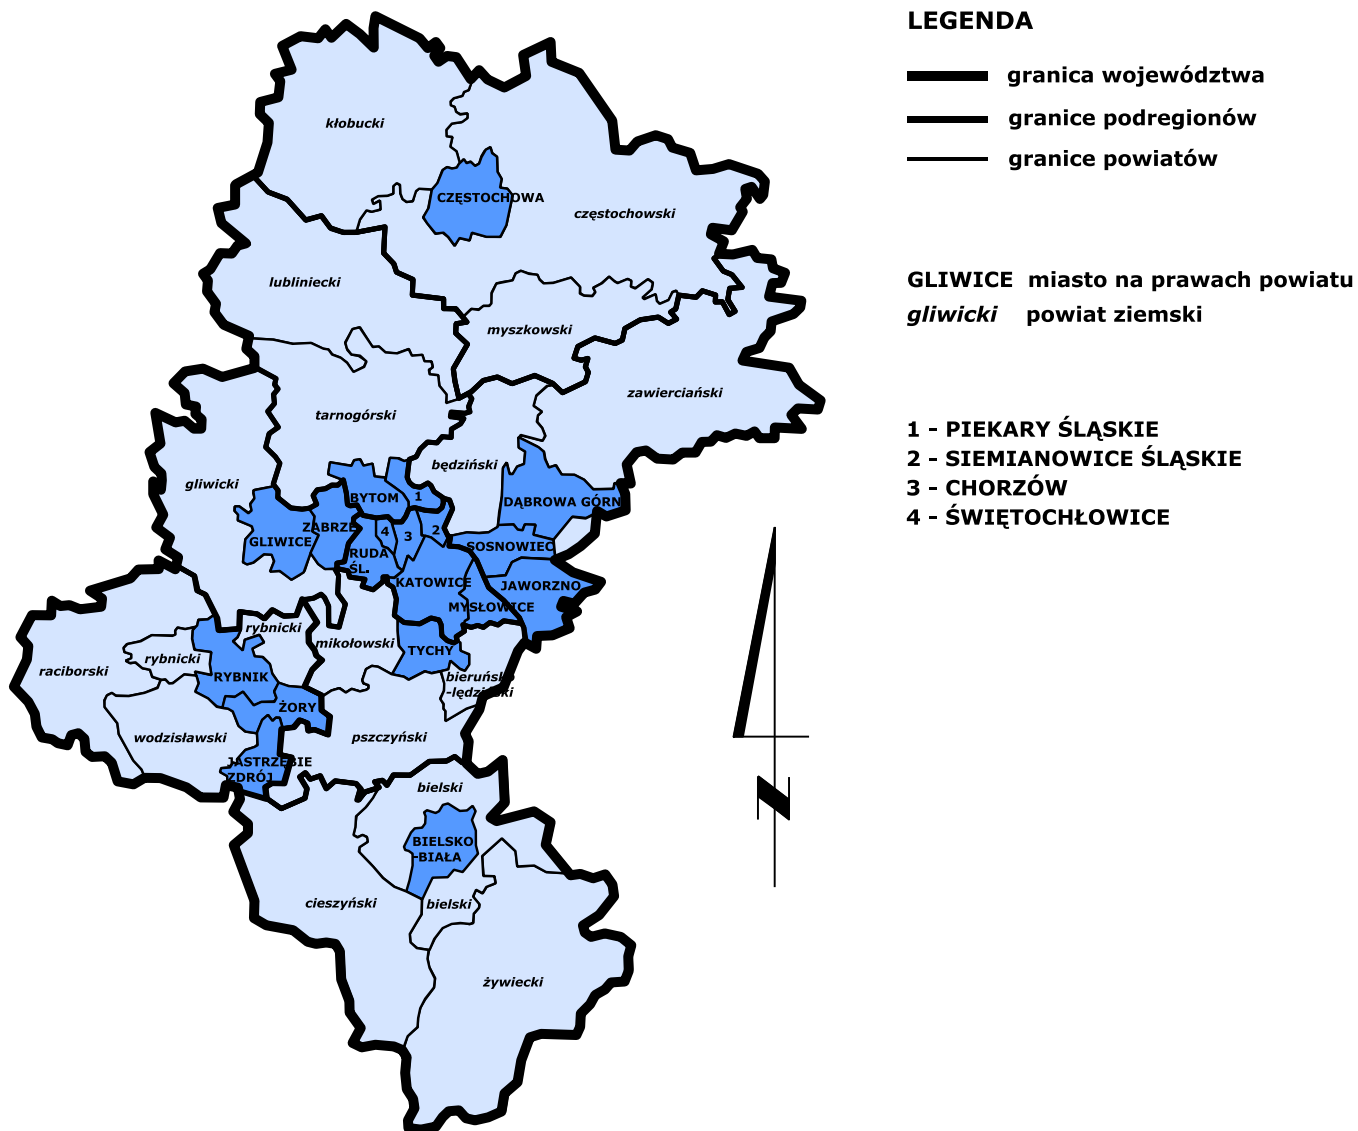 LEGENDA
granica województwa
granice podregionów
granice powiatów
GLIWICE miasto na prawach powiatu
gliwicki powiat ziemski
1 - PIEKARY ŚLĄSKIE
2 - SIEMIANOWICE ŚLĄSKIE
3 - CHORZÓW
4 - ŚWIĘTOCHŁOWICE
kłobucki
CZĘSTOCHOWA
częstochowski
lubliniecki
myszkowski
zawierciański
tarnogórski
będziński
gliwicki
BYTOM
1
DĄBROWA GÓRN
ZABRZE
GLIWICE
4
3
2
RUDA
ŚL.
SOSNOWIEC
KATOWICE
JAWORZNO
MYSŁOWICE
rybnicki
mikołowski
TYCHY
rybnicki
raciborski
RYBNIK
bieruńsko
-lędziński
ŻORY
wodzisławski
pszczyński
JASTRZĘBIE
ZDRÓJ
bielski
BIELSKO
-BIAŁA
cieszyński
bielski
żywiecki
N